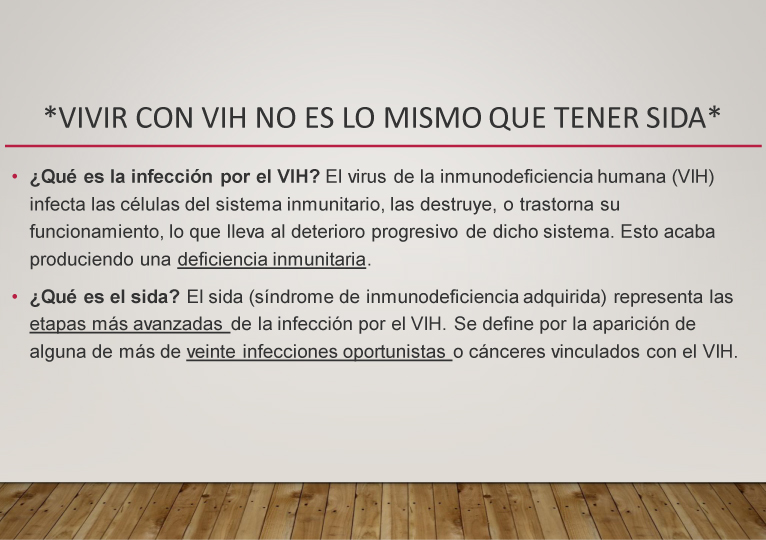 *VIVIR CON VIH NO ES LO MISMO QUE TENER SIDA*
• ¿Qué es la infección por el VIH? El virus de la inmunodeficiencia humana (VIH)
infecta las células del sistema inmunitario, las destruye, o trastorna su
funcionamiento, lo que lleva al deterioro progresivo de dicho sistema. Esto acaba
produciendo una deficiencia inmunitaria.
• ¿Qué es el sida? El sida (síndrome de inmunodeficiencia adquirida) representa las
etapas más avanzadas de la infección por el VIH. Se define por la aparición de
alguna de más de veinte infecciones oportunistas o cánceres vinculados con el VIH.